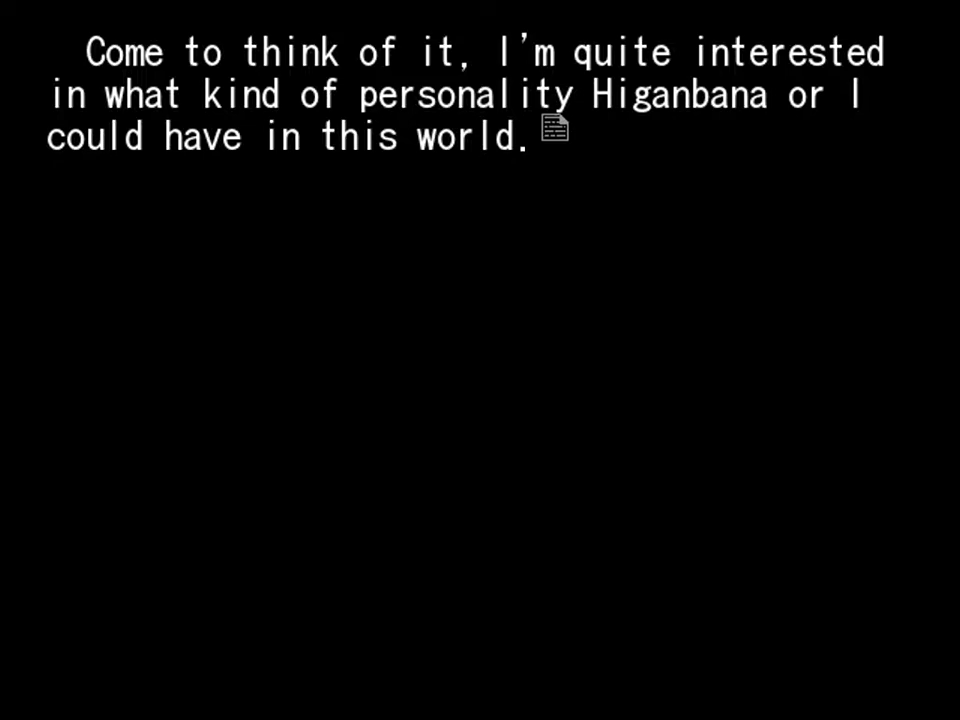 Come to think of it, I'm quite interested
in what kind of personality Higanbana or I
could have in this world.